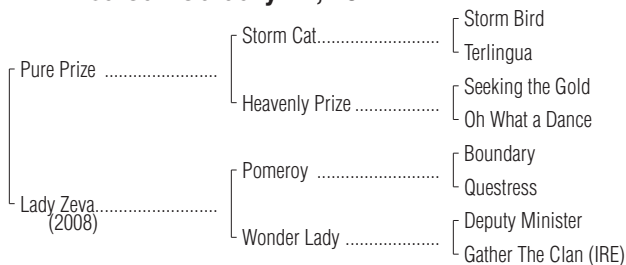 Storm Bird
Storm Cat..............................
Terlingua
Pure Prize ............................
Seeking the Gold
Heavenly Prize .....................
Oh What a Dance
Boundary
Pomeroy ..............................
Questress
Lady Zeva..............................
(2008)
Deputy Minister
Wonder Lady .......................
Gather The Clan (IRE)